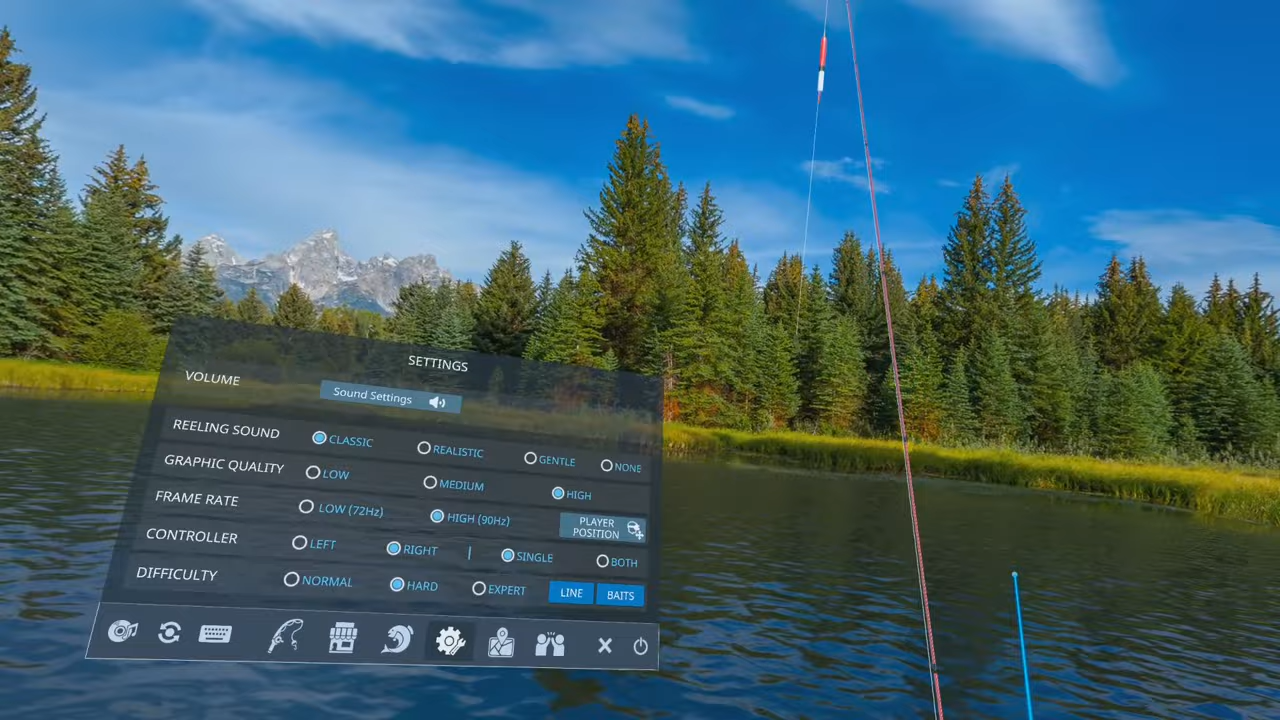 SETTINGS
VOLUME
Sound Settings
REELING SOUND CLASSIC REALISTIC GENTLE NONE
GRAPHIC QUALITY LOW MEDIUM HIGH
FRAME RATE LOW (72Hz) HIGH (90Hz)
PLAYER
POSITION
CONTROLLER LEFT RIGHT | SINGLE BOTH
DIFFICULTY NORMAL HARD EXPERT LINE BAITS